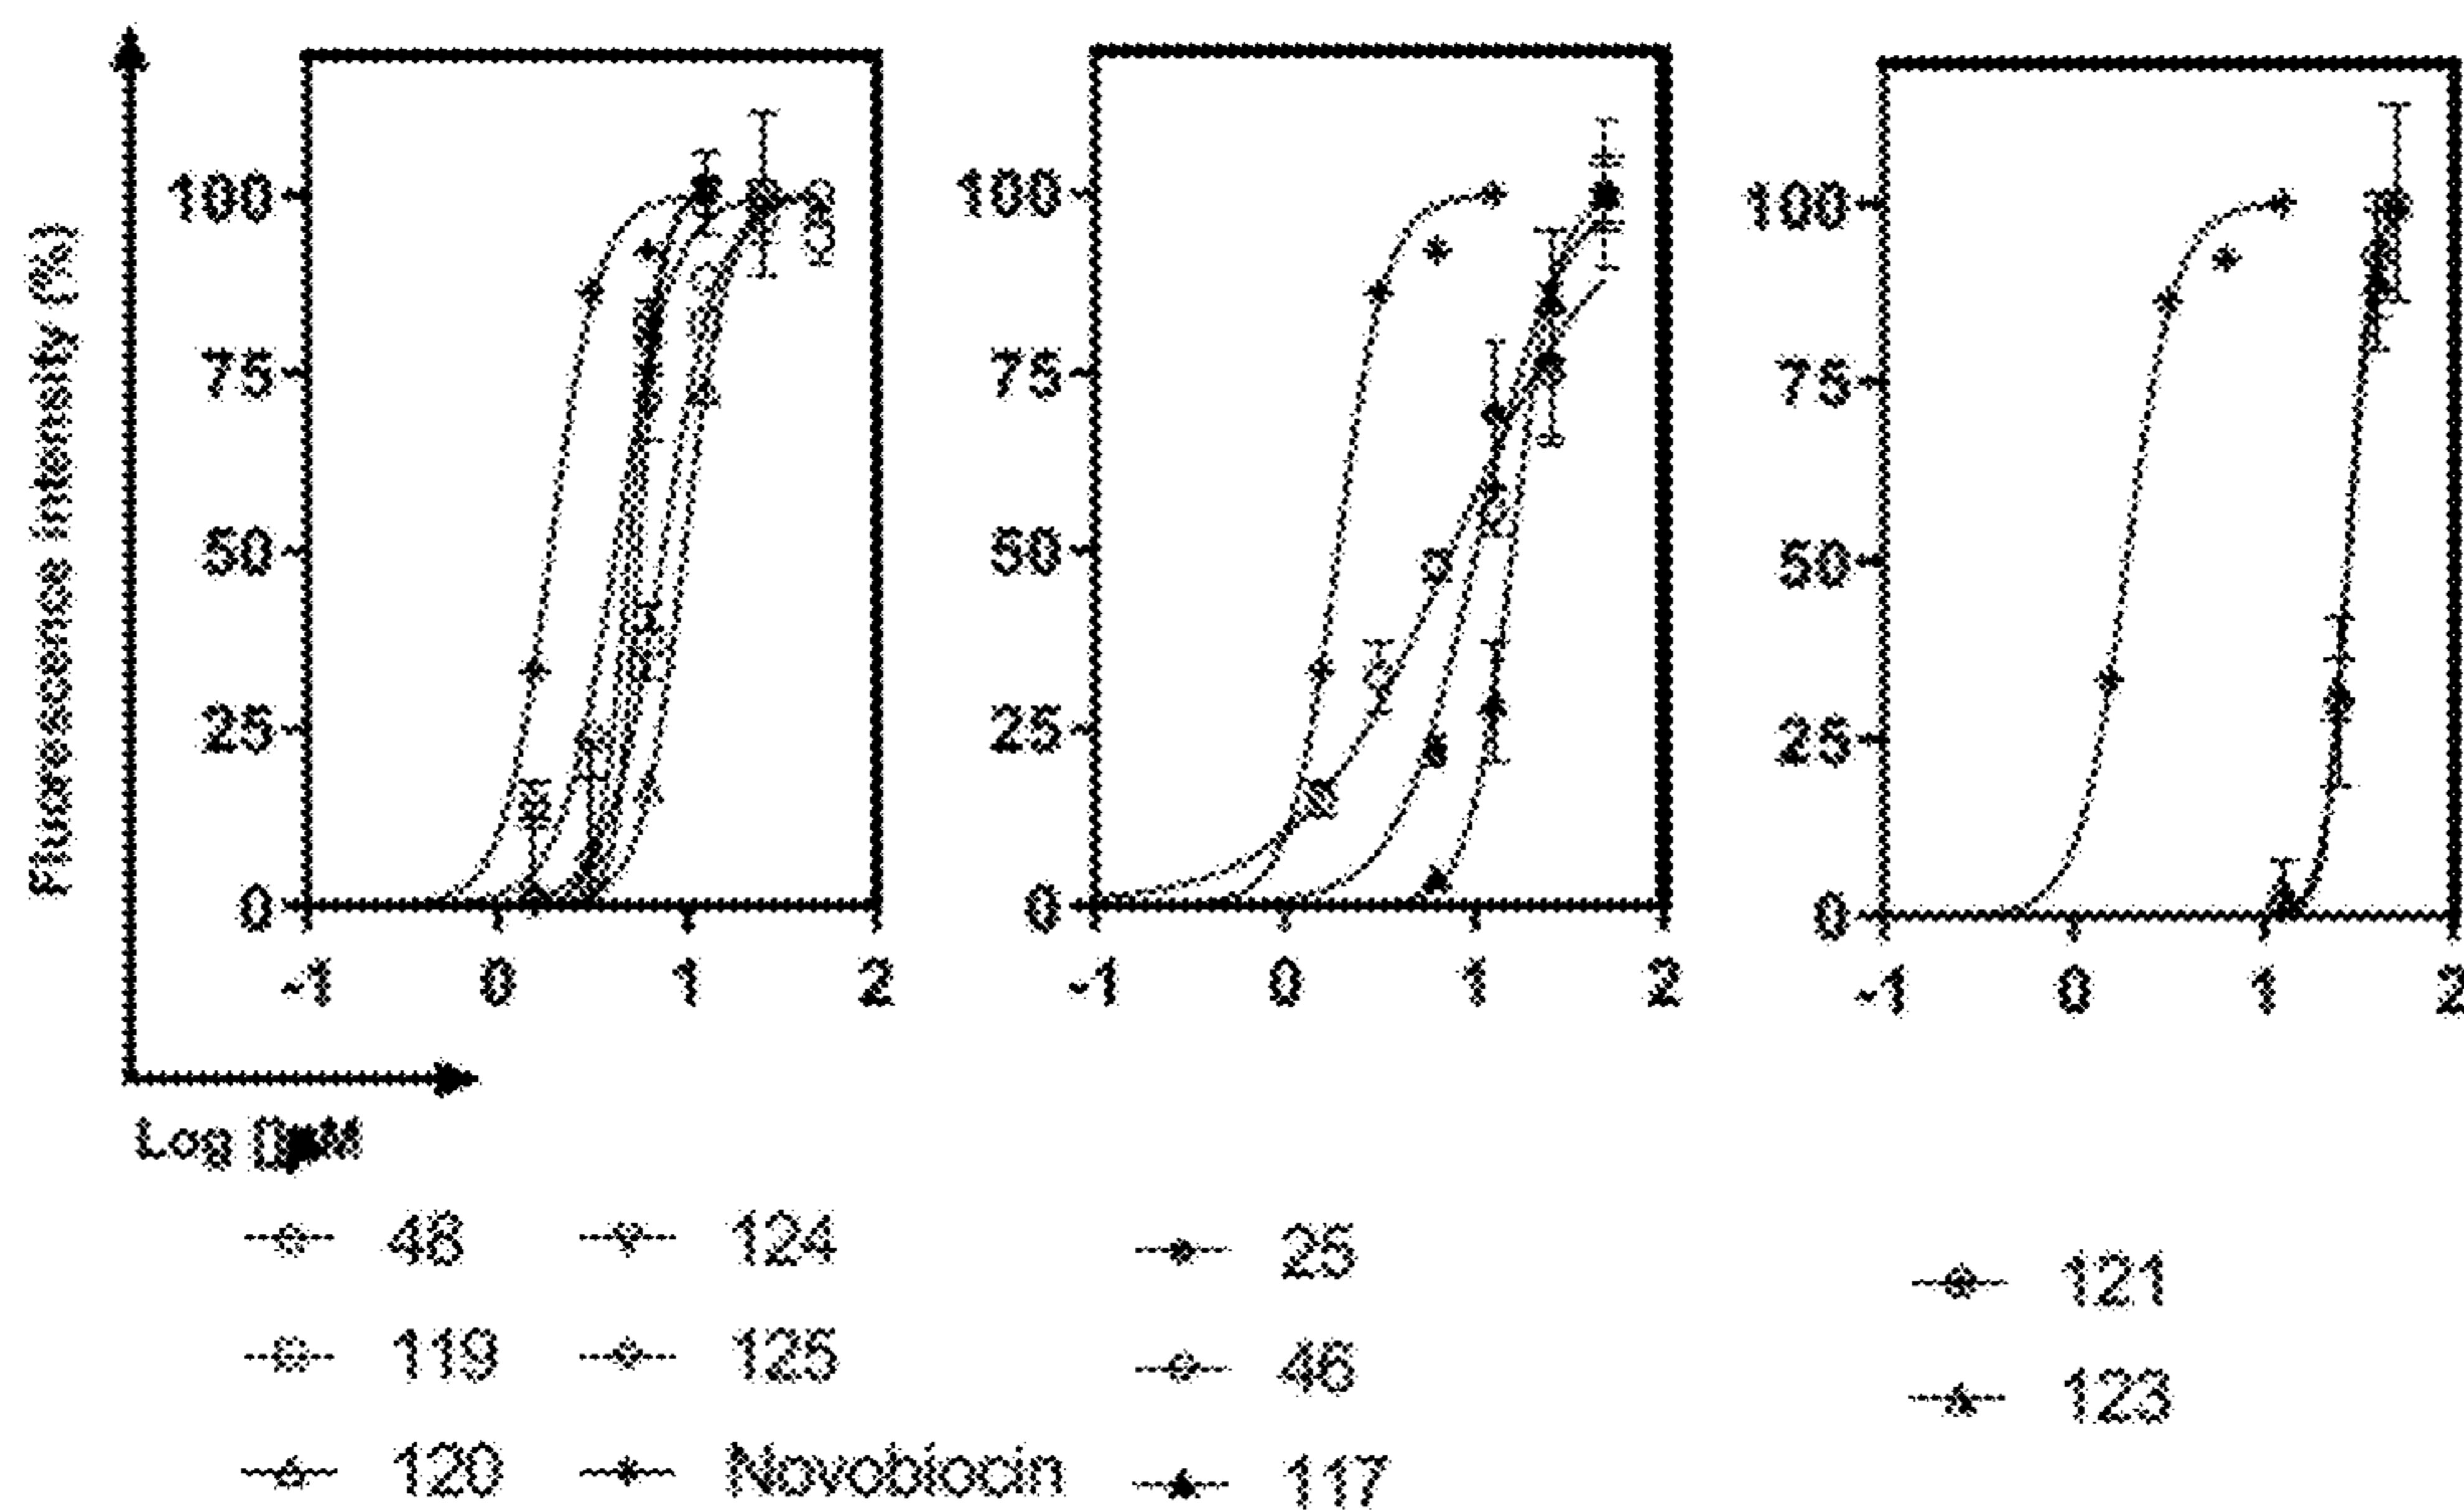 Fluorescence intensity (%)
100 100 100
75 75 75
50 50 50
25 25 25
0 0 0
-1 0 1 2 -1 0 1 2 -1 0 1 2
Log
48 124 25 121
119 125 46 123
120 Novobiocin 117